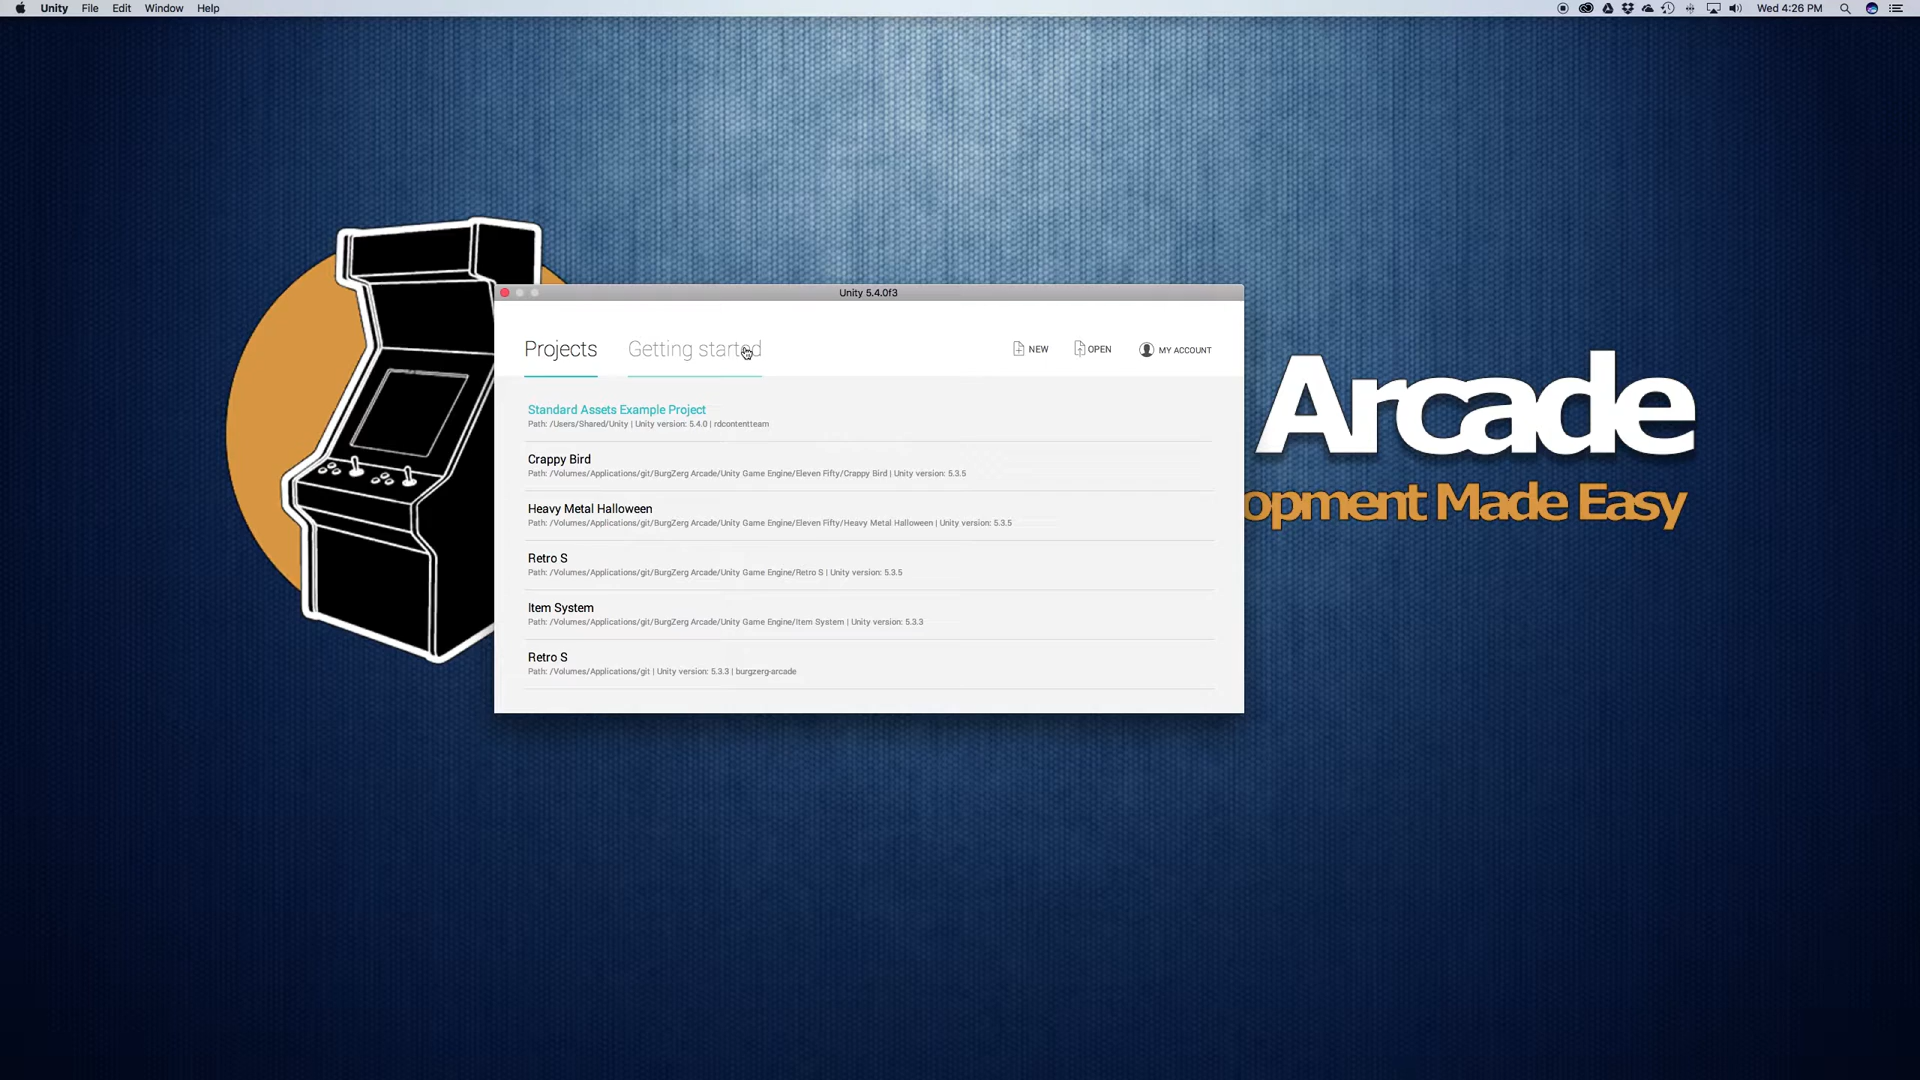 Unity File Edit Window Help
Wed 4:26 PM
Unity 5.4.0f3
Projects Getting started NEW OPEN MY ACCOUNT
Standard Assets Example Project
Path: /Users/Shared/Unity | Unity version: 5.4.0 | rdcontentteam
Crappy Bird
Path: /Volumes/Applications/git/BurgZerg Arcade/Unity Game Engine/Eleven Fifty/Crappy Bird | Unity version: 5.3.5
Heavy Metal Halloween
Path: /Volumes/Applications/git/BurgZerg Arcade/Unity Game Engine/Eleven Fifty/Heavy Metal Halloween | Unity version: 5.3.5
Retro S
Path: /Volumes/Applications/git/BurgZerg Arcade/Unity Game Engine/Retro S | Unity version: 5.3.5
Item System
Path: /Volumes/Applications/git/BurgZerg Arcade/Unity Game Engine/Item System | Unity version: 5.3.3
Retro S
Path: /Volumes/Applications/git | Unity version: 5.3.3 | burgzerg-arcade
Arcade
opment Made Easy